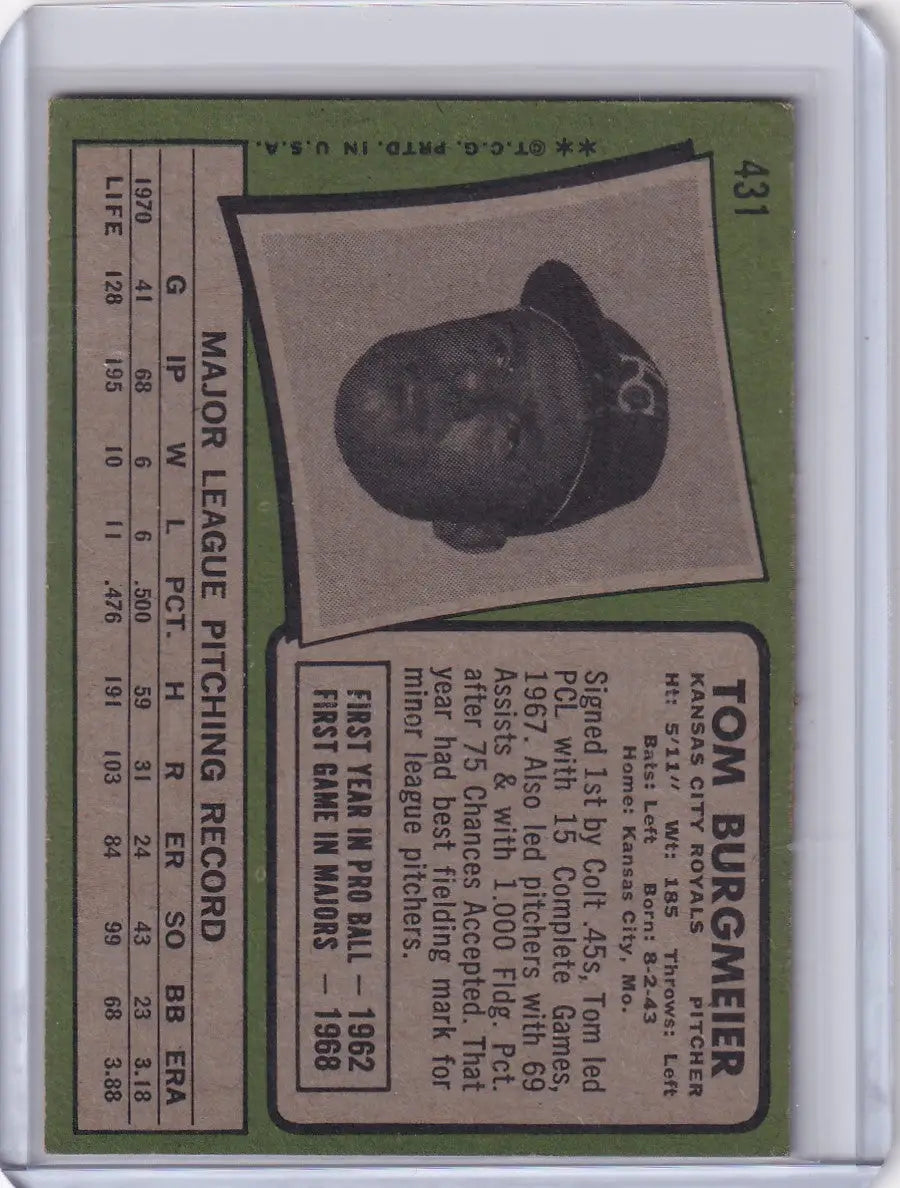 431
**©T.C.G. PRTD. IN U.S.A.
TOM BURGMEIER
KANSAS CITY ROYALS PITCHER
Ht: 5/11// Wt: 185 Throws: Left
Bats: Left Born: 8-2-43
Home: Kansas City, Mo.
Signed 1st by Colt .45s, Tom led
PCL with 15 Complete Games,
1967. Also led pitchers with 69
Assists & with 1.000 Fldg. Pct.
after 75 Chances Accepted. That
year had best fielding mark for
minor league pitchers.
FIRST YEAR IN PRO BALL – 1962
FIRST GAME IN MAJORS – 1968
MAJOR LEAGUE PITCHING RECORD
G IP W L PCT. H R ER SO BB ERA
1970 41 68 6 6 .500 59 31 24 43 23 3.18
LIFE 128 195 10 11 .476 191 103 84 99 68 3.88